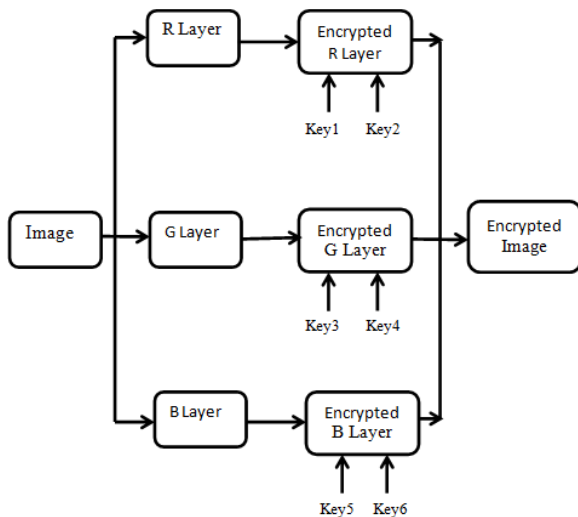 R Layer
Encrypted
R Layer
Key1
Key2
Image
G Layer
Encrypted
G Layer
Encrypted
Image
Key3
Key4
B Layer
Encrypted
B Layer
Key5
Key6